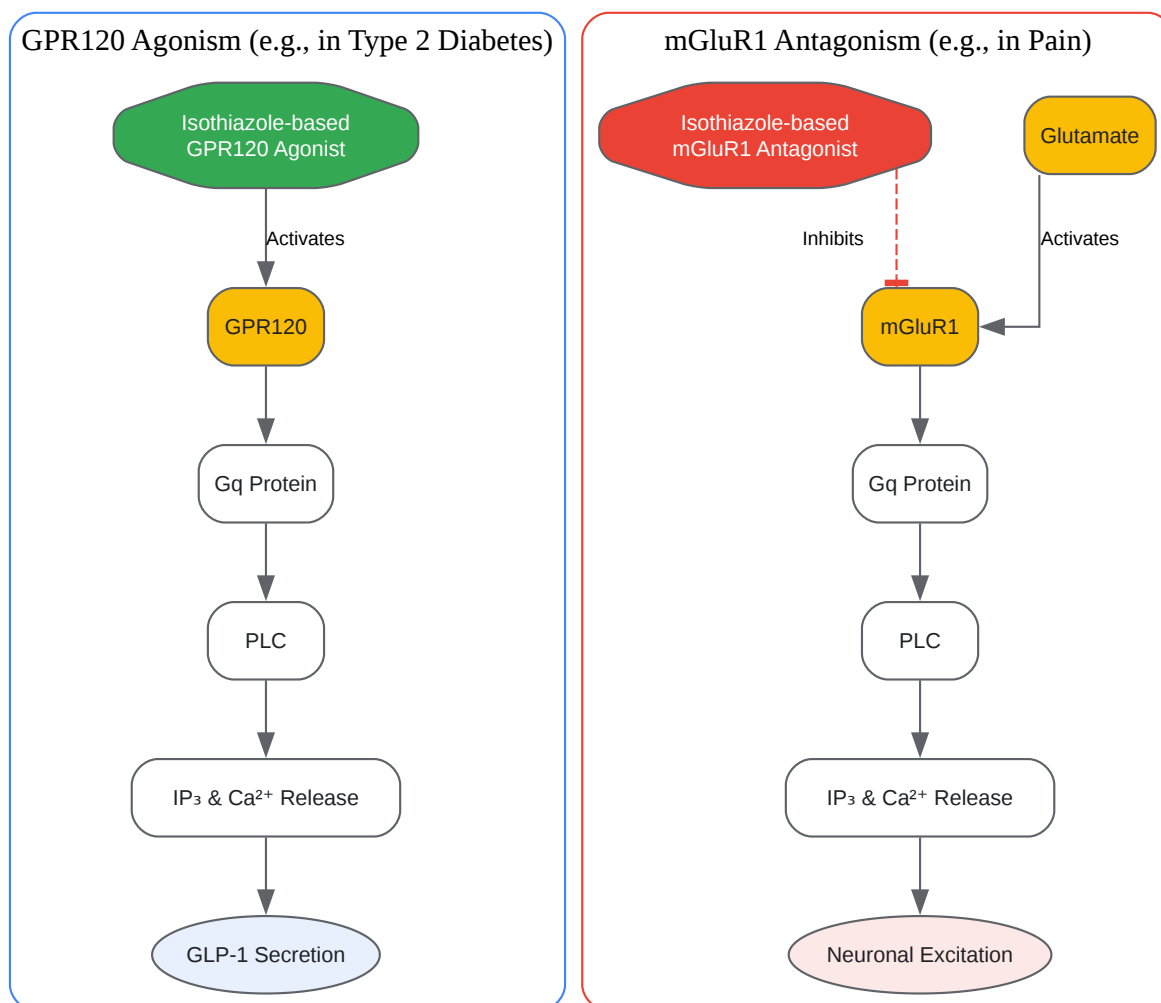 GPR120 Agonism (e.g., in Type 2 Diabetes)
Isothiazole-based
GPR120 Agonist
Activates
GPR120
Gq Protein
PLC
IP₃ & Ca²⁺ Release
GLP-1 Secretion
mGluR1 Antagonism (e.g., in Pain)
Isothiazole-based
mGluR1 Antagonist
Glutamate
Inhibits
Activates
mGluR1
Gq Protein
PLC
IP₃ & Ca²⁺ Release
Neuronal Excitation